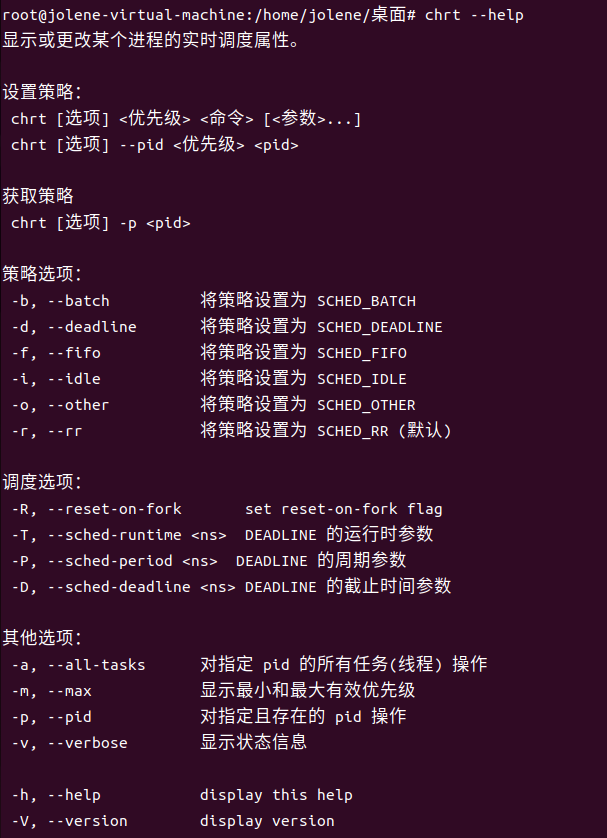 root@jolene-virtual-machine:/home/jolene/桌面# chrt --help
显示或更改某个进程的实时调度属性。
设置策略：
chrt [选项] <优先级> <命令> [<参数>...]
chrt [选项] --pid <优先级> <pid>
获取策略
chrt [选项] -p <pid>
策略选项：
-b, --batch 将策略设置为 SCHED_BATCH
-d, --deadline 将策略设置为 SCHED_DEADLINE
-f, --fifo 将策略设置为 SCHED_FIFO
-i, --idle 将策略设置为 SCHED_IDLE
-o, --other 将策略设置为 SCHED_OTHER
-r, --rr 将策略设置为 SCHED_RR (默认)
调度选项：
-R, --reset-on-fork set reset-on-fork flag
-T, --sched-runtime <ns> DEADLINE 的运行时参数
-P, --sched-period <ns> DEADLINE 的周期参数
-D, --sched-deadline <ns> DEADLINE 的截止时间参数
其他选项：
-a, --all-tasks 对指定 pid 的所有任务(线程) 操作
-m, --max 显示最小和最大有效优先级
-p, --pid 对指定且存在的 pid 操作
-v, --verbose 显示状态信息
-h, --help display this help
-V, --version display version